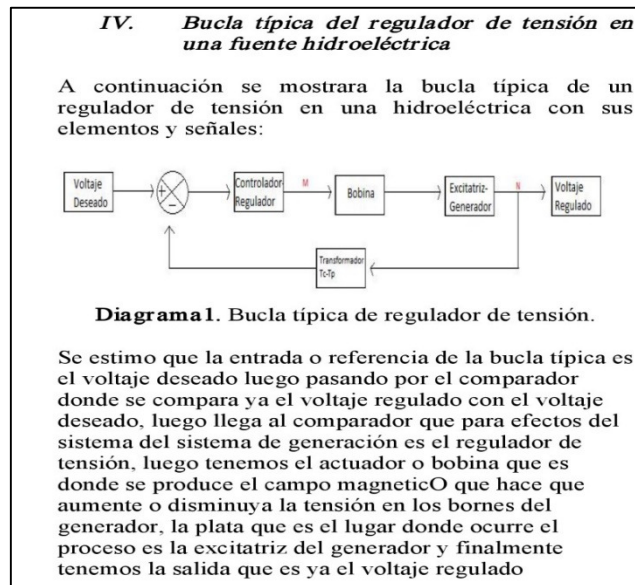 IV. Bucla típica del regulador de tensión en
una fuente hidroeléctrica
A continuación se mostrara la bucla típica de un
regulador de tensión en una hidroeléctrica con sus
elementos y señales:
Voltaje
Deseado
+
−
Controlador-
Regulador
M
Bobina
Excitatriz-
Generador
N
Voltaje
Regulado
Transformador
Tc-Tp
Diagrama1. Bucla típica de regulador de tensión.
Se estimo que la entrada o referencia de la bucla típica es
el voltaje deseado luego pasando por el comparador
donde se compara ya el voltaje regulado con el voltaje
deseado, luego llega al comparador que para efectos del
sistema del sistema de generación es el regulador de
tensión, luego tenemos el actuador o bobina que es
donde se produce el campo magneticO que hace que
aumente o disminuya la tensión en los bornes del
generador, la plata que es el lugar donde ocurre el
proceso es la excitatriz del generador y finalmente
tenemos la salida que es ya el voltaje regulado